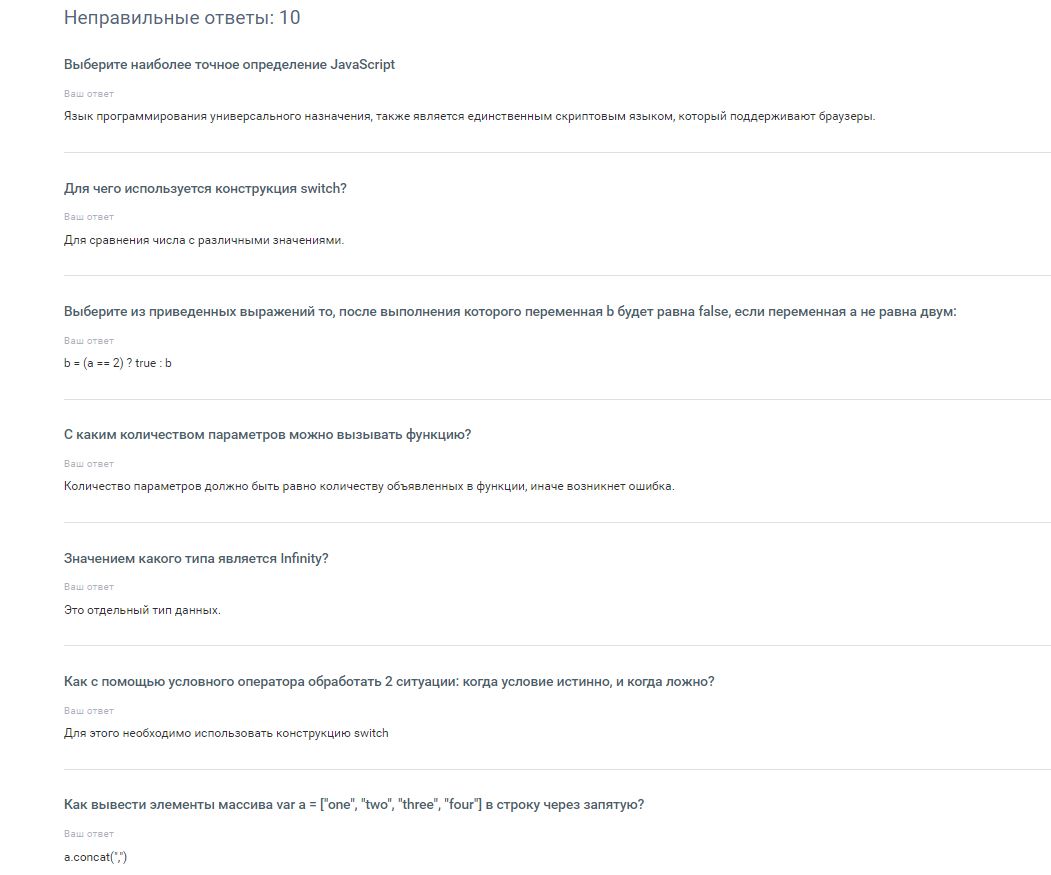 Неправильные ответы: 10
Выберите наиболее точное определение JavaScript
Ваш ответ
Язык программирования универсального назначения, также является единственным скриптовым языком, который поддерживают браузеры.
Для чего используется конструкция switch?
Ваш ответ
Для сравнения числа с различными значениями.
Выберите из приведенных выражений то, после выполнения которого переменная b будет равна false, если переменная a не равна двум:
Ваш ответ
b = (a == 2) ? true : b
С каким количеством параметров можно вызывать функцию?
Ваш ответ
Количество параметров должно быть равно количеству объявленных в функции, иначе возникнет ошибка.
Значением какого типа является Infinity?
Ваш ответ
Это отдельный тип данных.
Как с помощью условного оператора обработать 2 ситуации: когда условие истинно, и когда ложно?
Ваш ответ
Для этого необходимо использовать конструкцию switch
Как вывести элементы массива var a = ["one", "two", "three", "four"] в строку через запятую?
Ваш ответ
a.concat(",")